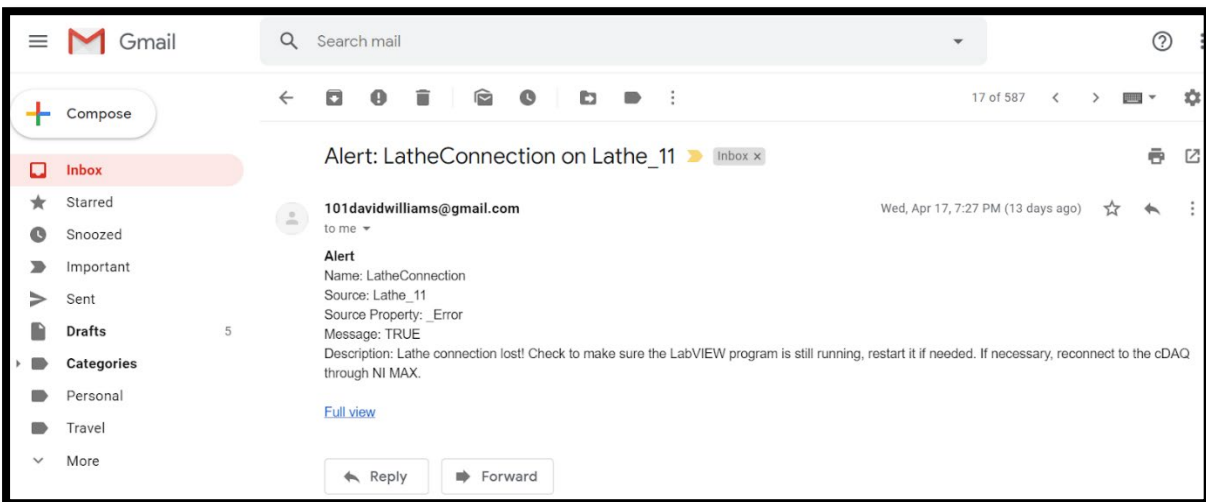 Gmail
Search mail
Compose
17 of 587
Inbox
Starred
Snoozed
Important
Sent
Drafts 5
Categories
Personal
Travel
More
Alert: LatheConnection on Lathe_11
Inbox x
101davidwilliams@gmail.com
Wed, Apr 17, 7:27 PM (13 days ago)
to me
Alert
Name: LatheConnection
Source: Lathe_11
Source Property: _Error
Message: TRUE
Description: Lathe connection lost! Check to make sure the LabVIEW program is still running, restart it if needed. If necessary, reconnect to the cDAQ
through NI MAX.
Full view
Reply
Forward